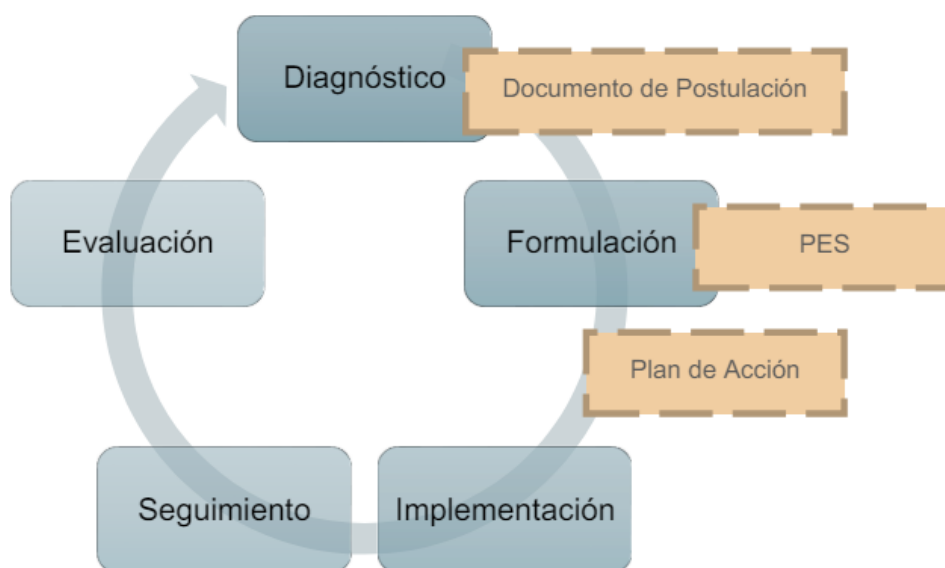 Diagnóstico
Documento de Postulación
Evaluación
Formulación
PES
Plan de Acción
Seguimiento
Implementación